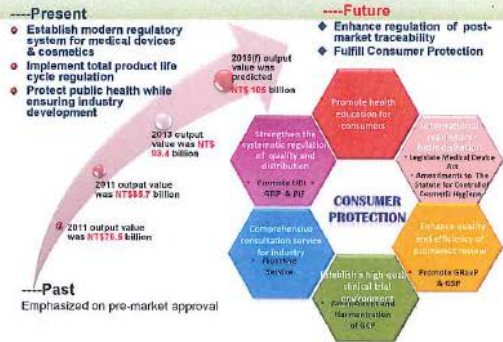 ----Present
Establish modern regulatory
system for medical devices
& cosmetics
Implement total product life
cycle regulation
Protect public health while
ensuring industry
development
----Future
Enhance regulation of post-
market traceability
Fulfill Consumer Protection
2015(f) output
value was
predicted
NT$ 105 billion
2013 output
value was NT$
93.4 billion
2011 output value
was NT$85.7 billion
2011 output value
was NT$76.5 billion
----Past
Emphasized on pre-market approval
Promote health
education for
consumers
Strengthen the
systematic regulation
of quality and
distribution
Promote UDI
GDP & PIF
International
regulatory
harmonization
Legislate Medical Device
Act
Amendments to The
Statute for Control of
Cosmetic Hygiene
CONSUMER
PROTECTION
Comprehensive
consultation service
for industry
Proactive
Service
Enhance quality
and efficiency of
premarket review
Promote GRevP
& GSP
Establish a high quality
clinical trial
environment
Harmonization
of GCP